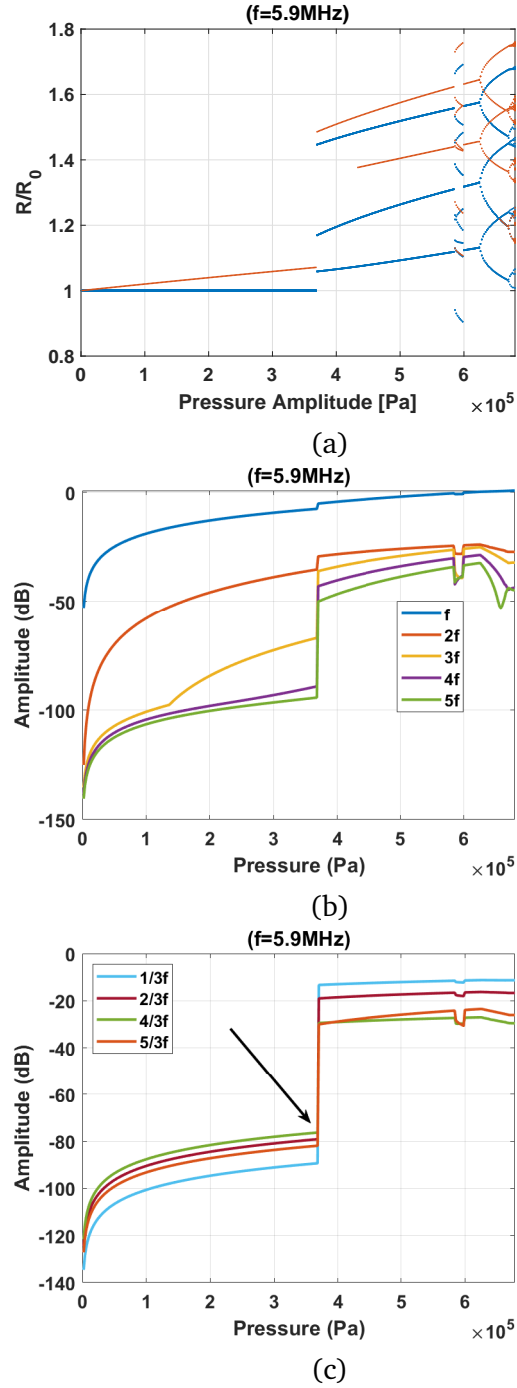 (f=5.9MHz)
1.8
1.6
1.4
1.2
1
0.8
R/R0
0 1 2 3 4 5 6
Pressure Amplitude [Pa] ×10^5
(a)
(f=5.9MHz)
0
-50
-100
-150
Amplitude (dB)
f
2f
3f
4f
5f
0 1 2 3 4 5 6
Pressure (Pa) ×10^5
(b)
(f=5.9MHz)
0
-20
-40
-60
-80
-100
-120
-140
Amplitude (dB)
1/3f
2/3f
4/3f
5/3f
0 1 2 3 4 5 6
Pressure (Pa) ×10^5
(c)